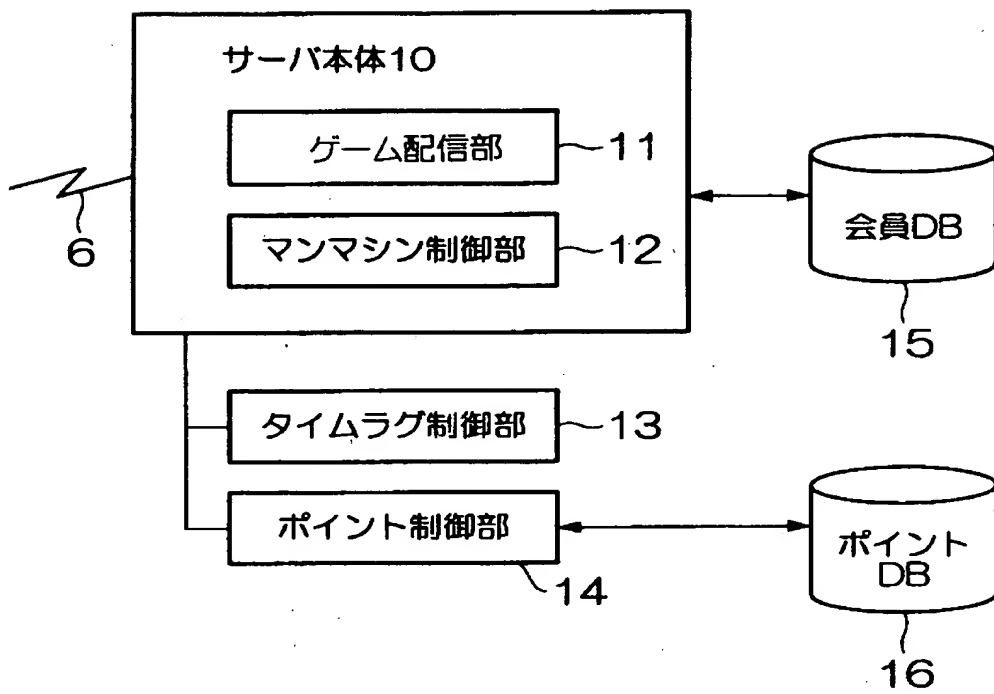 サーバ本体10
ゲーム配信部
11
マンマシン制御部
12
6
会員DB
15
タイムラグ制御部
13
ポイント制御部
14
ポイント
DB
16